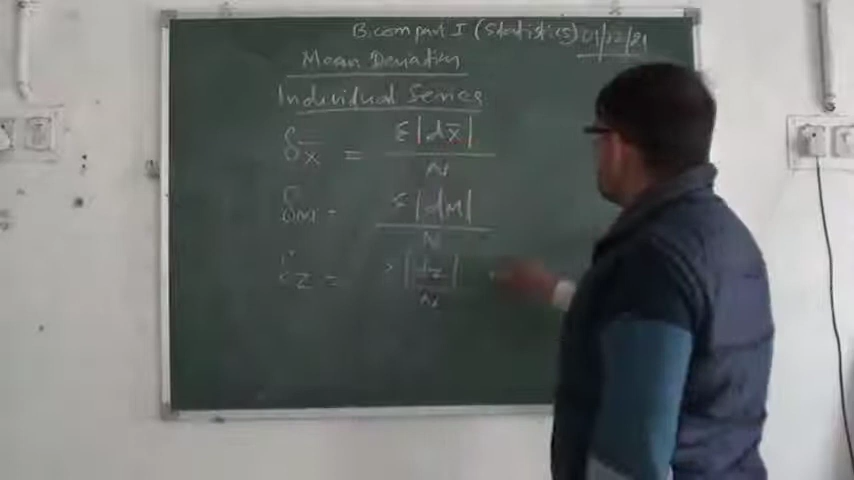 B.com part I (Statistics) 01/12/21
Mean Deviation
Individual Series
δx̄ = Σ|dx̄| / N
δM = Σ|dM| / N
δz = Σ|dz| / N